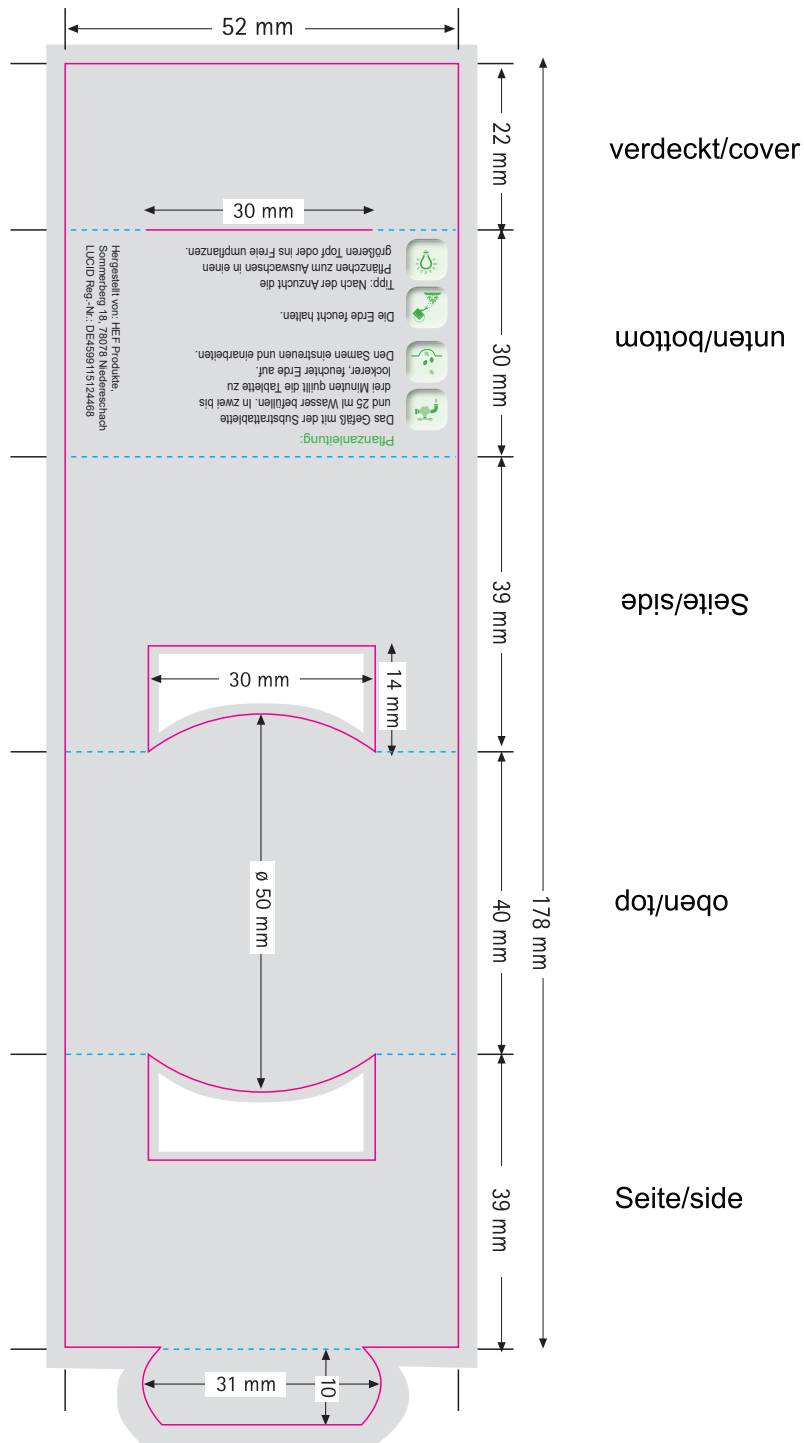 52 mm
22 mm
verdeckt/cover
30 mm
Pflanzanleitung:
Das Gefäß mit der Substrattablette
und 25 ml Wasser befüllen. In zwei bis
drei Minuten quillt die Tablette zu
lockerer, feuchter Erde auf.
Den Samen einstreuen und einarbeiten.
Die Erde feucht halten.
Tipp: Nach der Anzucht die
Pflänzchen zum Auswachsen in einen
größeren Topf oder ins Freie umpflanzen.
Hergestellt von: HEF Produkte,
Sommerberg 18, 78078 Niedereschach
LUCID Reg.-Nr.: DE4599115124468
30 mm
unten/bottom
39 mm
Seite/side
30 mm
14 mm
ø 50 mm
40 mm
178 mm
oben/top
39 mm
Seite/side
31 mm
10